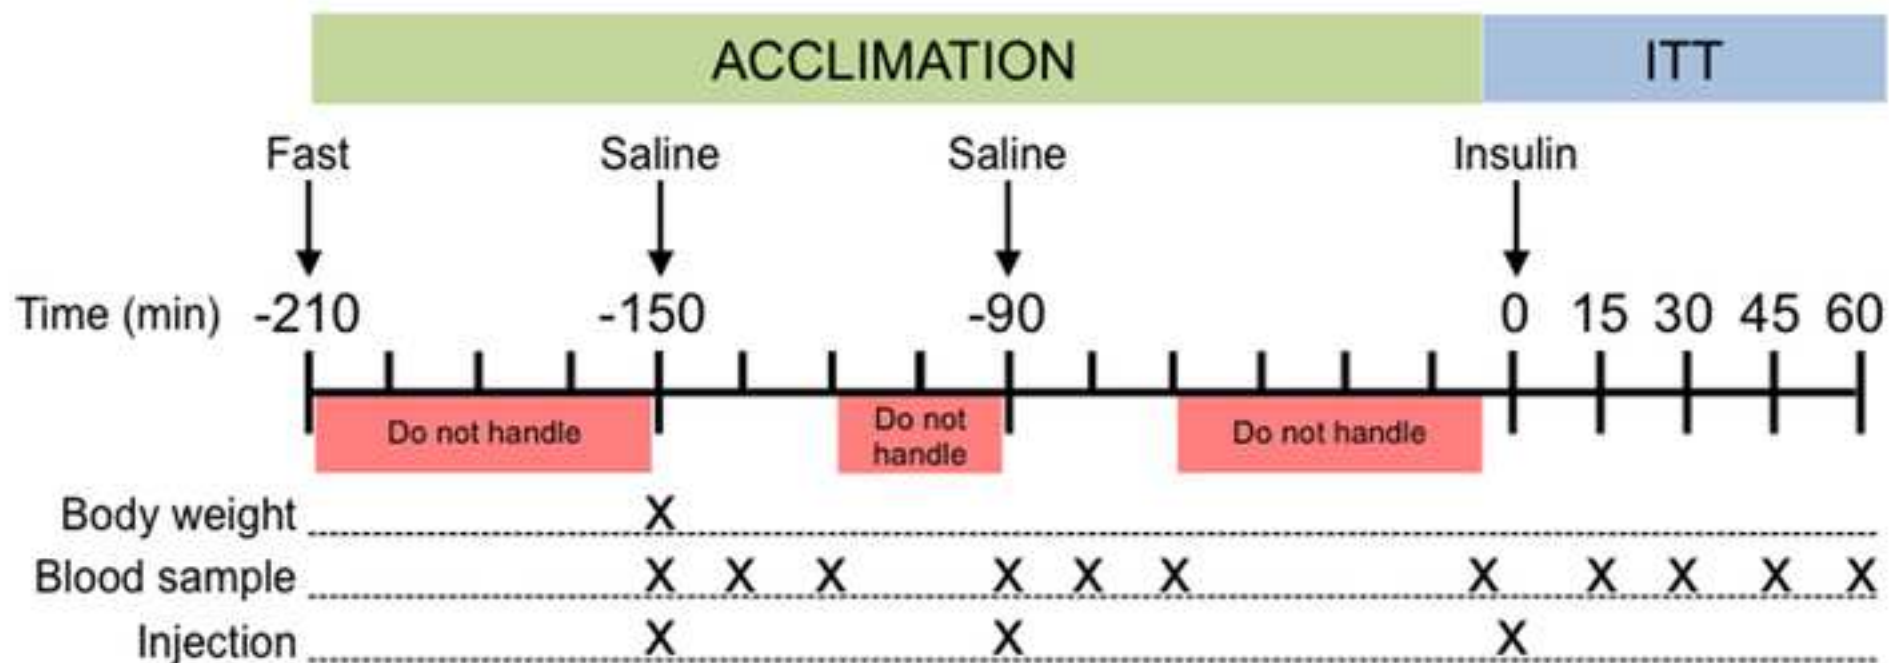 ACCLIMATION ITT
Fast Saline Saline Insulin
Time (min) -210 -150 -90 0 15 30 45 60
Do not handle Do not handle Do not handle
Body weight X
Blood sample X X X X X X X X X X X
Injection X X X